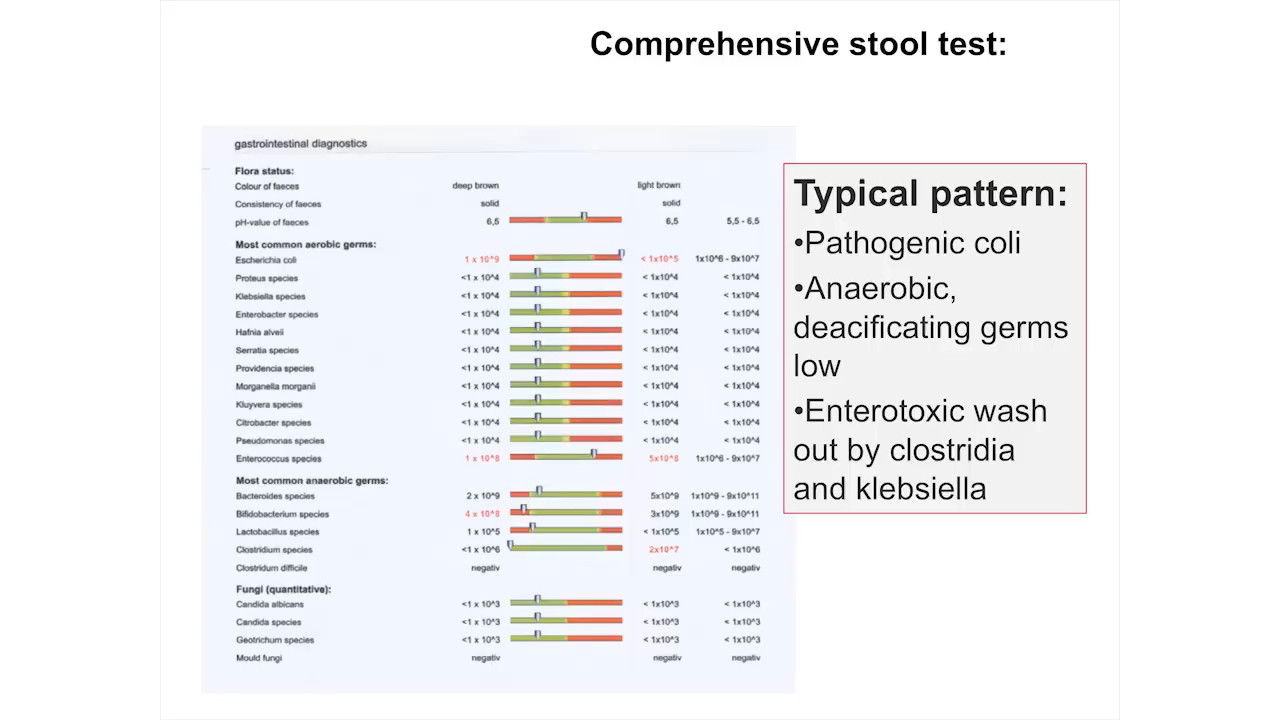 Comprehensive stool test:
gastrointestinal diagnostics
Flora status:
Colour of faeces deep brown light brown
Consistency of faeces solid solid
pH-value of faeces 6,5 6,5 5,5 - 6,5
Most common aerobic germs:
Escherichia coli 1 x 10^9 < 1x10^5 1x10^6 - 9x10^7
Proteus species <1 x 10^4 < 1x10^4 < 1x10^4
Klebsiella species <1 x 10^4 < 1x10^4 < 1x10^4
Enterobacter species <1 x 10^4 < 1x10^4 < 1x10^4
Hafnia alveii <1 x 10^4 < 1x10^4 < 1x10^4
Serratia species <1 x 10^4 < 1x10^4 < 1x10^4
Providencia species <1 x 10^4 < 1x10^4 < 1x10^4
Morganella morganii <1 x 10^4 < 1x10^4 < 1x10^4
Kluyvera species <1 x 10^4 < 1x10^4 < 1x10^4
Citrobacter species <1 x 10^4 < 1x10^4 < 1x10^4
Pseudomonas species <1 x 10^4 < 1x10^4 < 1x10^4
Enterococcus species 1 x 10^8 1x10^6 - 9x10^7
Most common anaerobic germs:
Bacteroides species 2 x 10^9 5x10^9 1x10^9 - 9x10^11
Bifidobacterium species 4 x 10^8 3x10^9 1x10^9 - 9x10^11
Lactobacillus species 1 x 10^5 < 1x10^5 1x10^5 - 9x10^7
Clostridium species <1 x 10^6 2x10^7 < 1x10^6
Clostridum difficile negativ negativ negativ
Fungi (quantitative):
Candida albicans <1 x 10^3 < 1x10^3 < 1x10^3
Candida species <1 x 10^3 < 1x10^3 < 1x10^3
Geotrichum species <1 x 10^3 < 1x10^3 < 1x10^3
Mould fungi negativ negativ negativ
Typical pattern:
•Pathogenic coli
•Anaerobic,
deacificating germs
low
•Enterotoxic wash
out by clostridia
and klebsiella